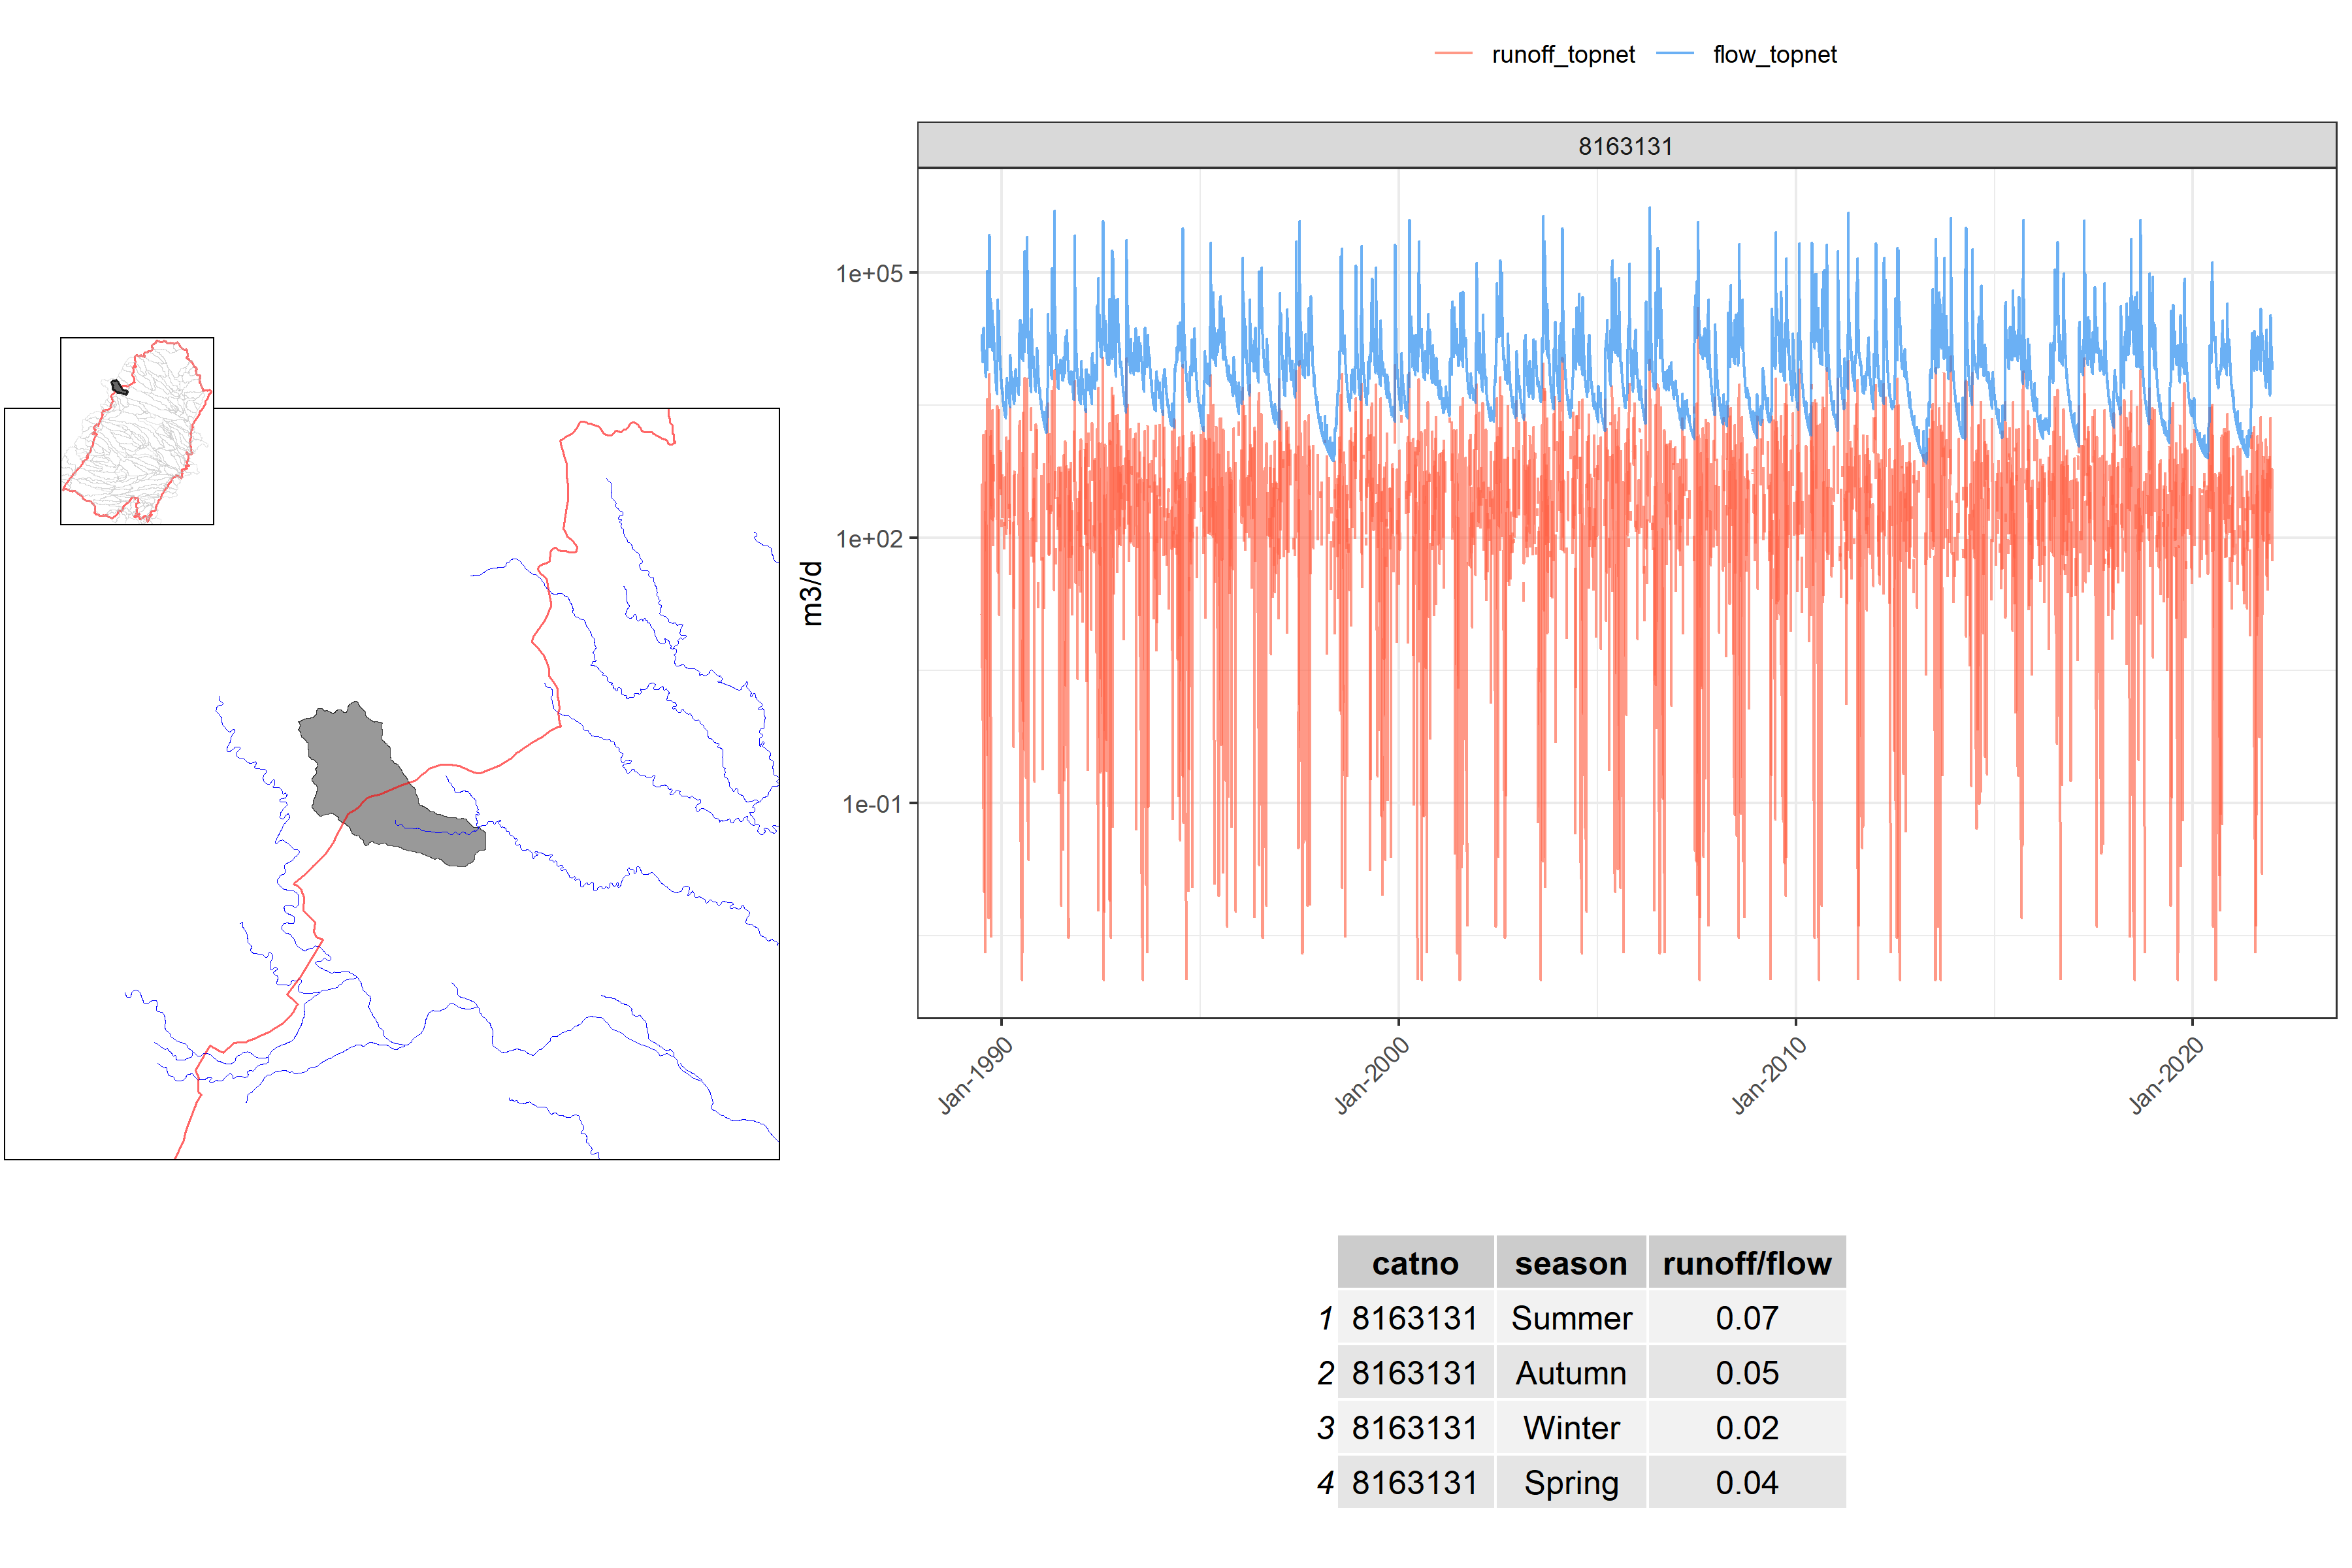 runoff_topnet flow_topnet
8163131
1e+05
1e+02
1e-01
m3/d
Jan-1990 Jan-2000 Jan-2010 Jan-2020
catno season runoff/flow
1 8163131 Summer 0.07
2 8163131 Autumn 0.05
3 8163131 Winter 0.02
4 8163131 Spring 0.04